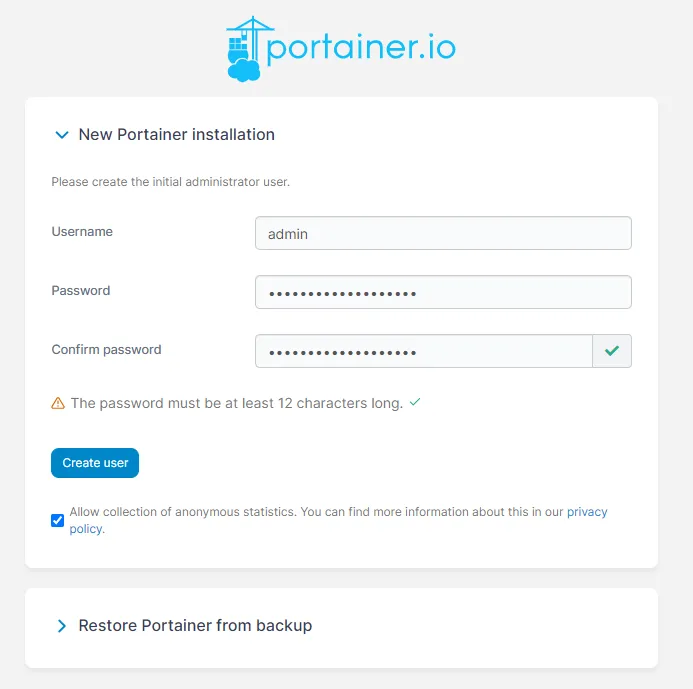 portainer.io
New Portainer installation
Please create the initial administrator user.
Username
admin
Password
•••••••••••••••••••
Confirm password
•••••••••••••••••••
The password must be at least 12 characters long.
Create user
Allow collection of anonymous statistics. You can find more information about this in our privacy
policy.
Restore Portainer from backup